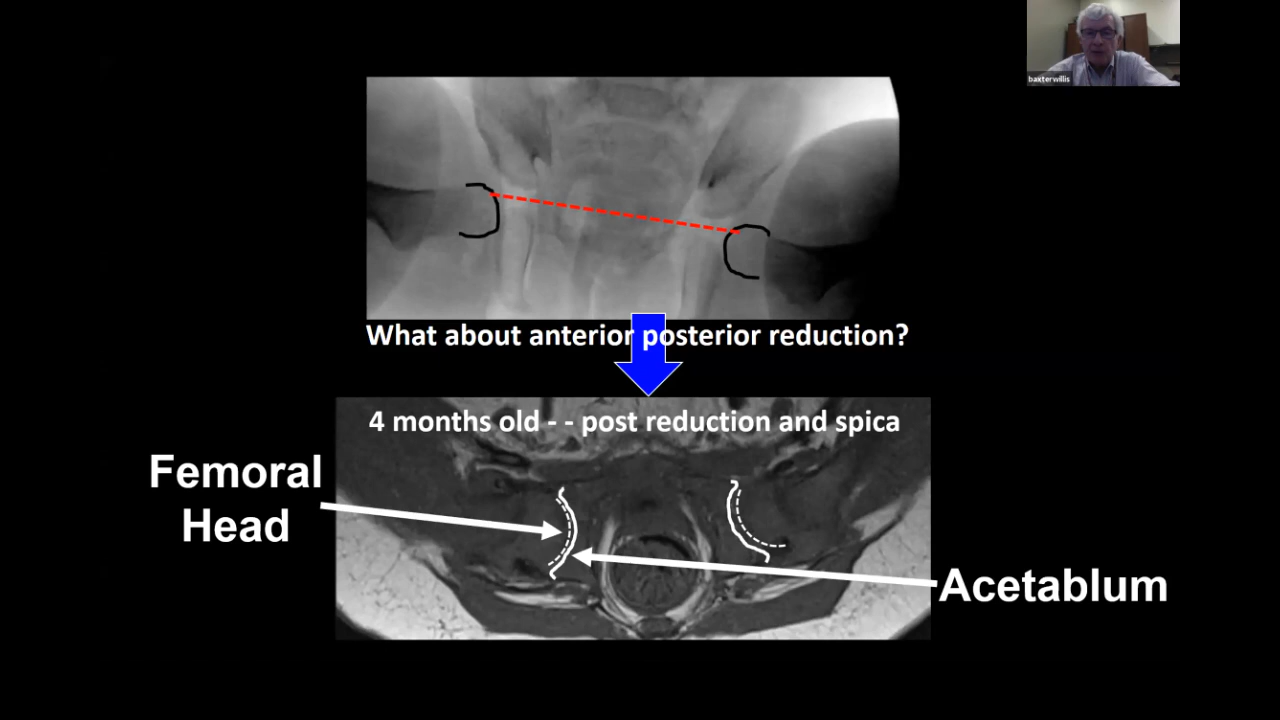 baxterwillis
What about anterior posterior reduction?
4 months old - - post reduction and spica
Femoral
Head
Acetablum